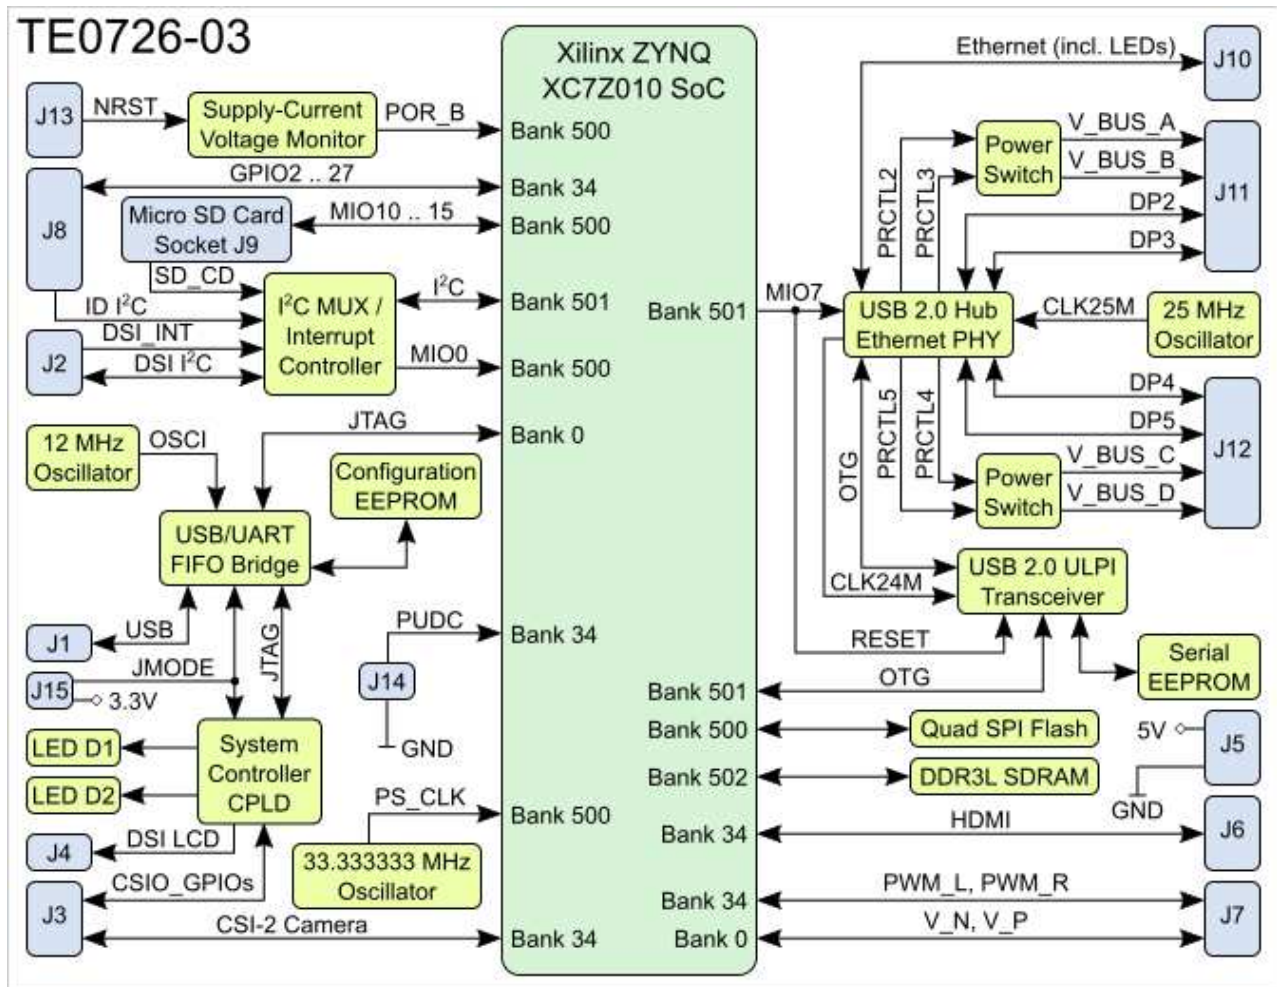 TE0726-03
Xilinx ZYNQ
XC7Z010 SoC
J13
NRST
Supply-Current
Voltage Monitor
POR_B
Bank 500
GPIO2 .. 27
Bank 34
J8
Micro SD Card
Socket J9
MIO10 .. 15
Bank 500
SD_CD
ID I²C
I²C MUX /
Interrupt
Controller
I²C
Bank 501
DSI_INT
J2
DSI I²C
MIO0
Bank 500
JTAG
Bank 0
12 MHz
Oscillator
OSCI
Configuration
EEPROM
USB/UART
FIFO Bridge
J1
USB
JTAG
PUDC
Bank 34
J15
JMODE
3.3V
J14
GND
LED D1
LED D2
System
Controller
CPLD
PS_CLK
Bank 500
33.333333 MHz
Oscillator
J4
DSI LCD
J3
CSIO_GPIOs
CSI-2 Camera
Bank 34
Ethernet (incl. LEDs)
J10
Power
Switch
V_BUS_A
V_BUS_B
J11
PRCTL2
PRCTL3
DP2
DP3
Bank 501
MIO7
USB 2.0 Hub
Ethernet PHY
CLK25M
25 MHz
Oscillator
DP4
DP5
J12
OTG
PRCTL5
PRCTL4
Power
Switch
V_BUS_C
V_BUS_D
CLK24M
USB 2.0 ULPI
Transceiver
RESET
Serial
EEPROM
Bank 501
OTG
Bank 500
Quad SPI Flash
5V
J5
GND
Bank 502
DDR3L SDRAM
Bank 34
HDMI
J6
Bank 34
PWM_L, PWM_R
J7
Bank 0
V_N, V_P